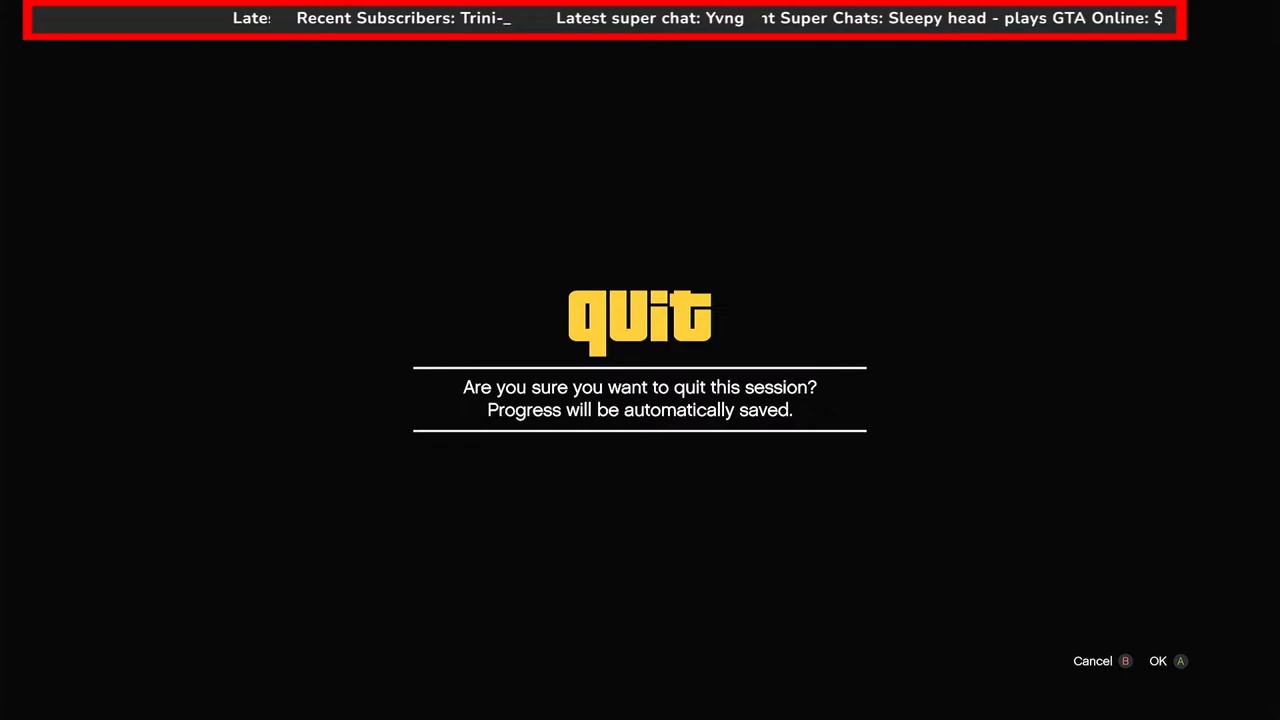 Recent Subscribers: Trini-_ Latest super chat: Yvng Super Chats: Sleepy head - plays GTA Online: $
quit
Are you sure you want to quit this session?
Progress will be automatically saved.
Cancel B OK A